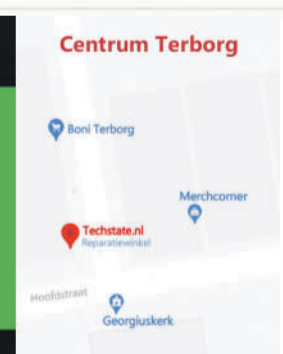 Centrum Terborg
Boni Terborg
Merchcorner
Techstate.nl
Reparatiewinkel
Hoofdstraat
Georgiuskerk